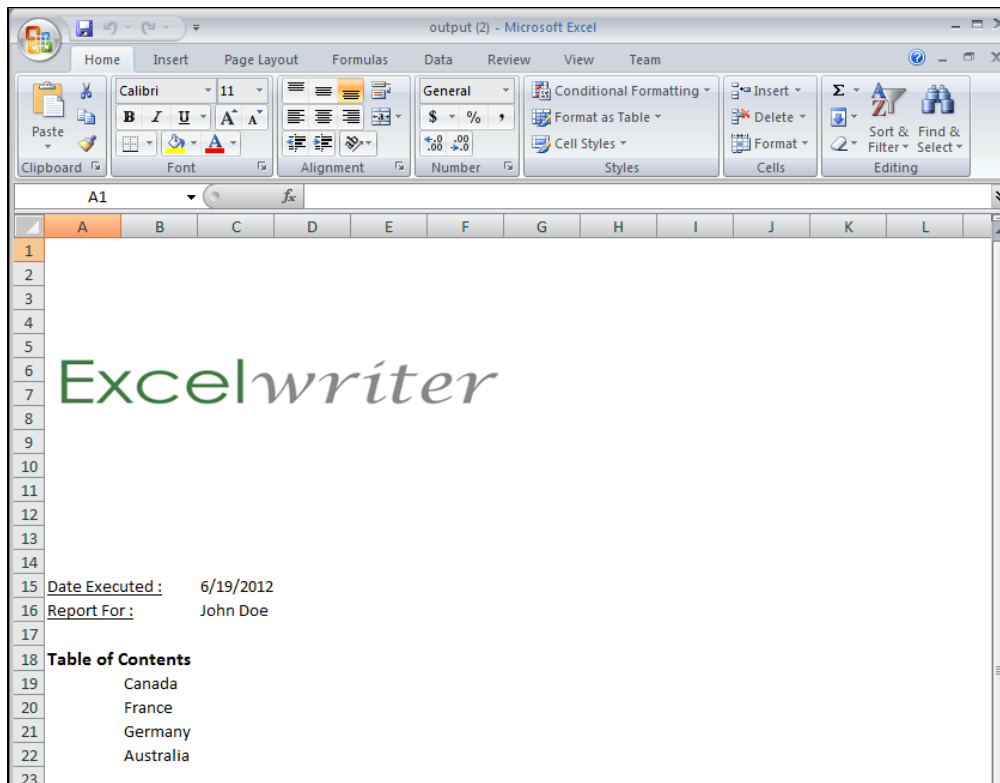 output (2) - Microsoft Excel
Home Insert Page Layout Formulas Data Review View Team
Calibri 11 General Conditional Formatting Insert Σ
B I U A A $ % , Format as Table Delete
Paste Sort & Filter Find & Select
A .00 .0 Cell Styles Format
Clipboard Font Alignment Number Styles Cells Editing
A1 fx
A B C D E F G H I J K L
1
2
3
4
5
6
Excelwriter
7
8
9
10
11
12
13
14
15 Date Executed : 6/19/2012
16 Report For : John Doe
17
18 Table of Contents
19 Canada
20 France
21 Germany
22 Australia
23